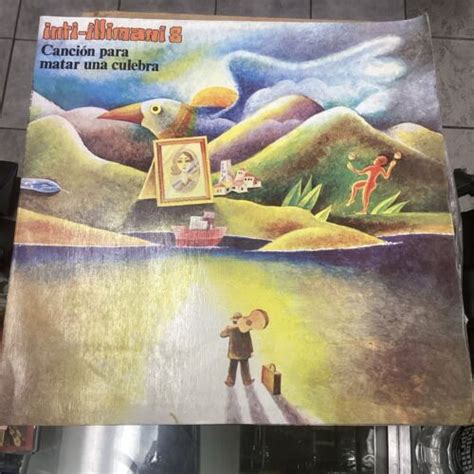 inti-illimani 8
Canción para
matar una culebra